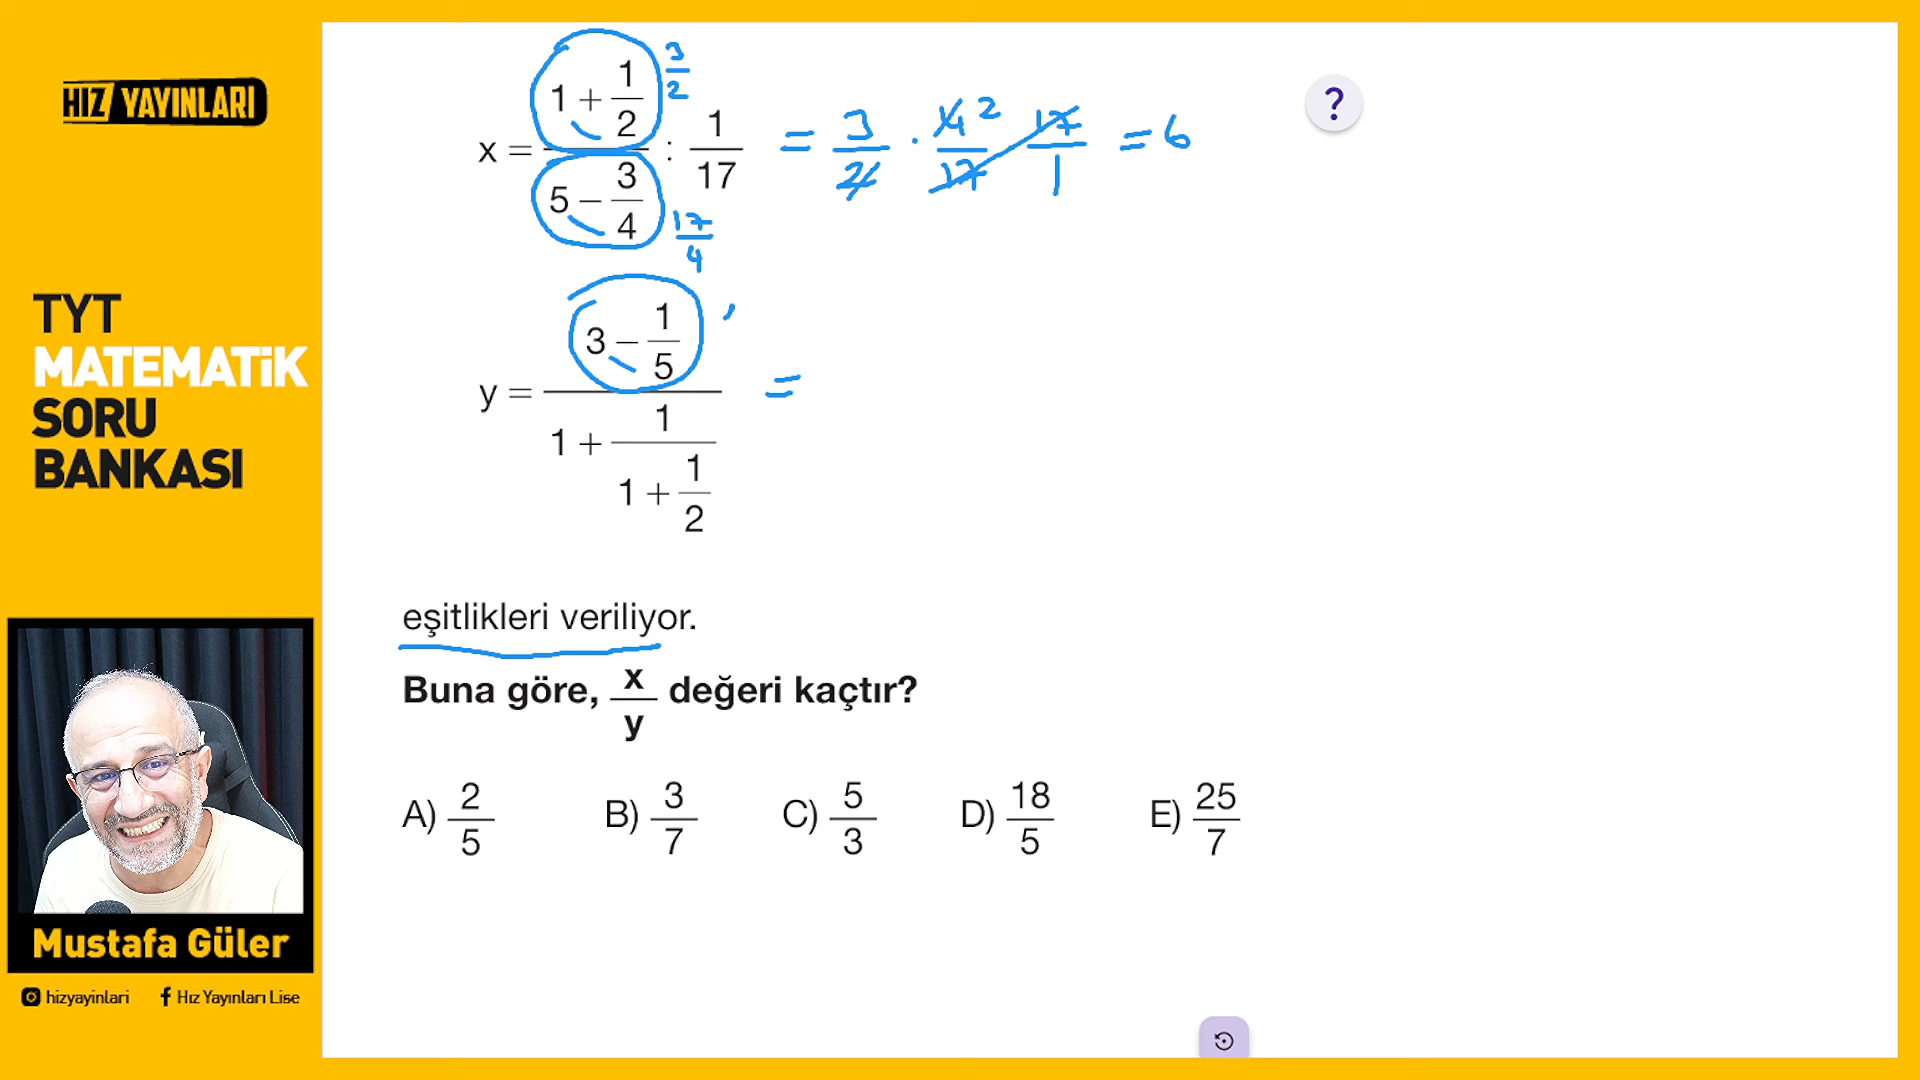 HIZ YAYINLARI
TYT
MATEMATİK
SORU
BANKASI
Mustafa Güler
hizyayinlari
Hız Yayınları Lise
x = (1 + 1/2)/(5 − 3/4) : 1/17 = 3/2 · 4/17 2 17/1 = 6
3/2
17/4
y = (3 − 1/5)/(1 + 1/(1 + 1/2)) =
eşitlikleri veriliyor.
Buna göre, x/y değeri kaçtır?
A) 2/5 B) 3/7 C) 5/3 D) 18/5 E) 25/7
?